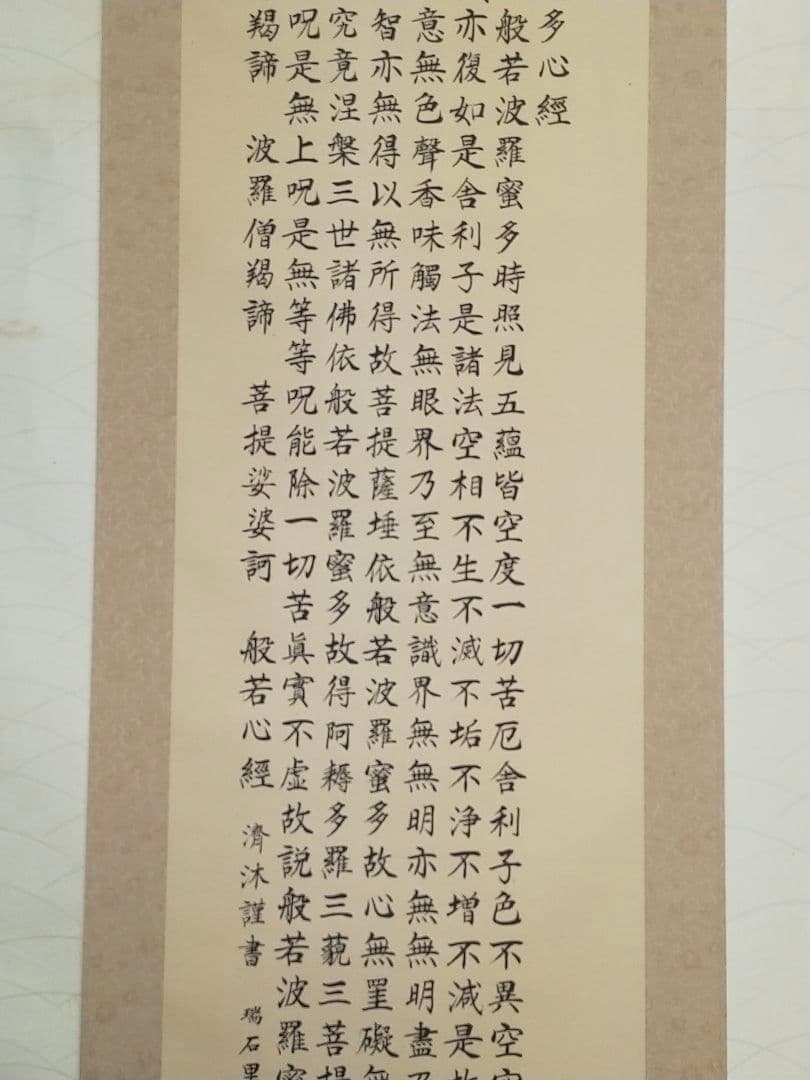 多心經
般若波羅蜜多時照見五蘊皆空度一切苦厄舍利子色不異空空
亦復如是舍利子是諸法空相不生不滅不垢不浄不增不減是故
意無色聲香味觸法無眼界乃至無意識界無無明亦無無明盡乃
智亦無得以無所得故菩提薩埵依般若波羅蜜多故心無罣礙無
究竟涅槃三世諸佛依般若波羅蜜多故得阿耨多羅三藐三菩提
呪是無上呪是無等等呪能除一切苦眞實不虚故説般若波羅蜜
羯諦 波羅僧羯諦 菩提娑婆訶 般若心經 濟沐謹書 瑞石里